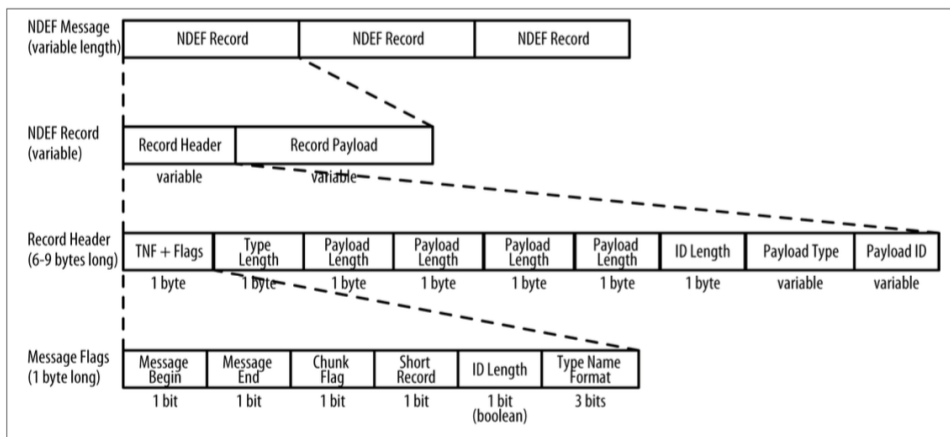 NDEF Message
(variable length)
NDEF Record
NDEF Record
NDEF Record
NDEF Record
(variable)
Record Header
Record Payload
variable
variable
Record Header
(6-9 bytes long)
TNF + Flags
Type
Length
Payload
Length
Payload
Length
Payload
Length
Payload
Length
ID Length
Payload Type
Payload ID
1 byte
1 byte
1 byte
1 byte
1 byte
1 byte
1 byte
variable
variable
Message Flags
(1 byte long)
Message
Begin
Message
End
Chunk
Flag
Short
Record
ID Length
Type Name
Format
1 bit
1 bit
1 bit
1 bit
1 bit
(boolean)
3 bits